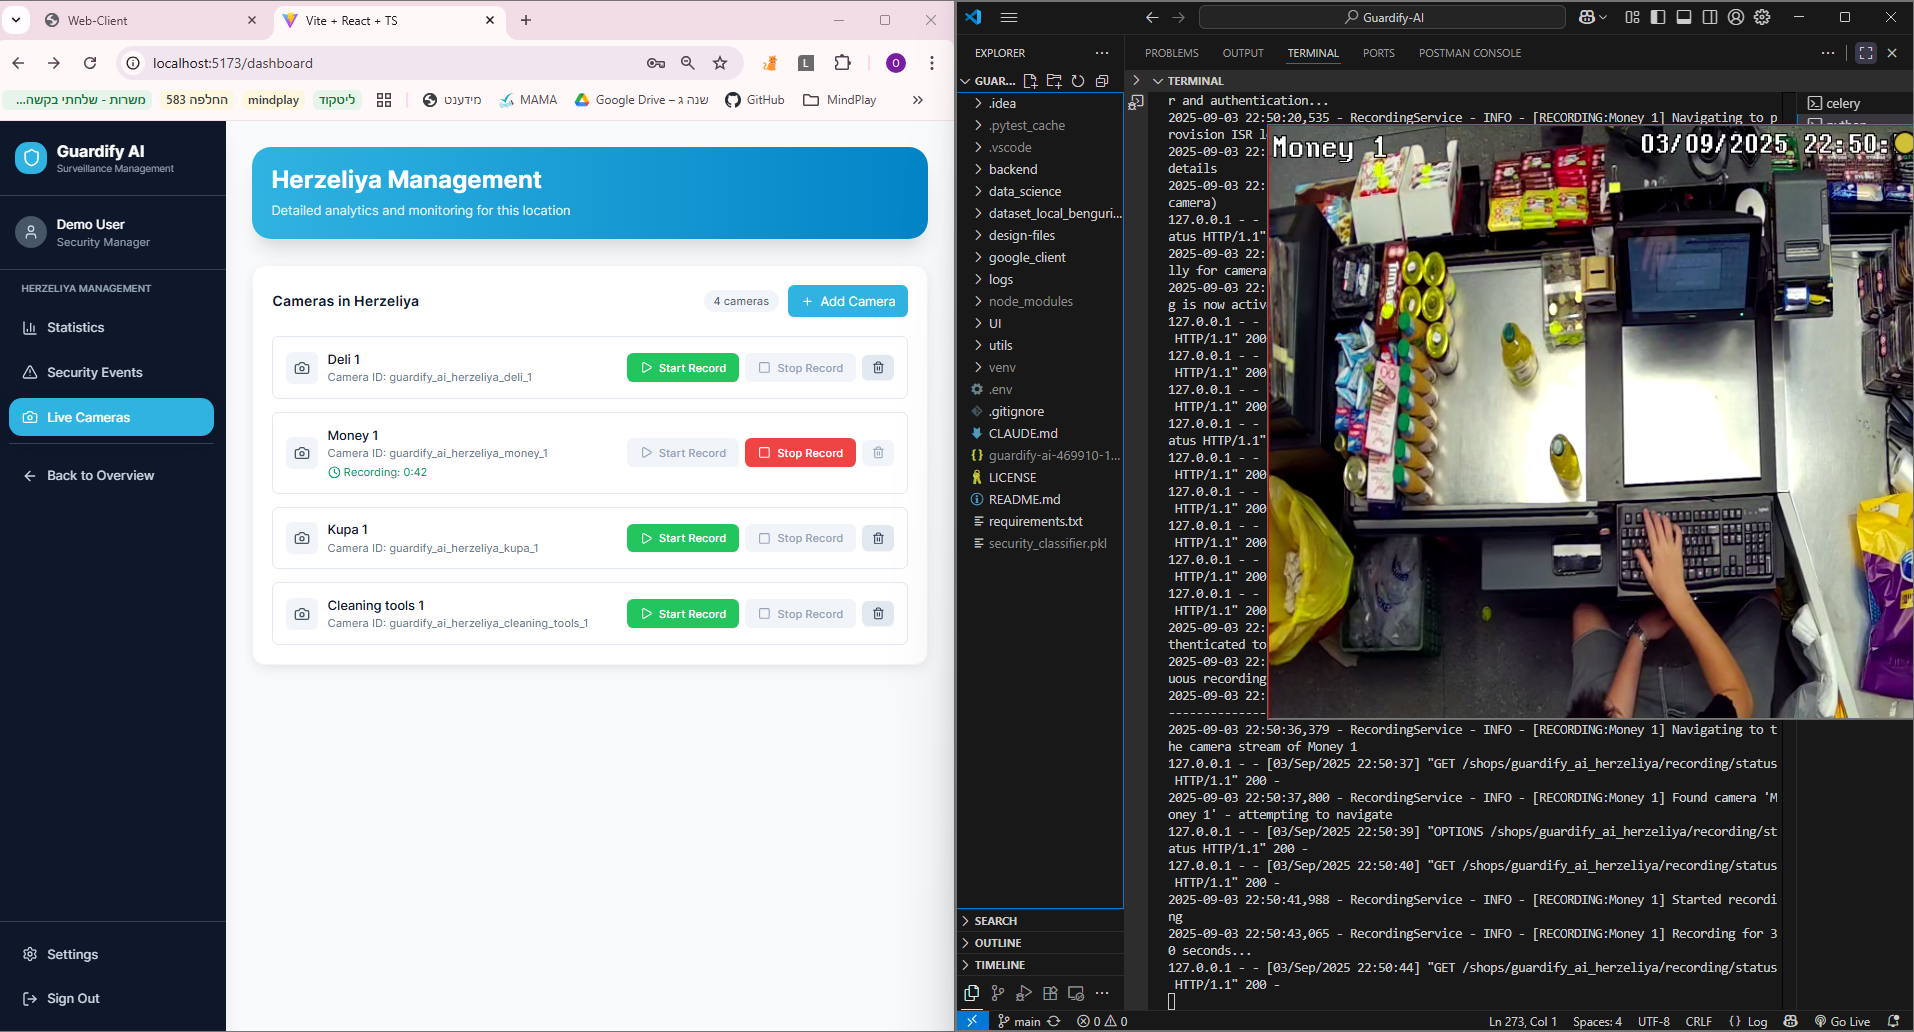 Web-Client
Vite + React + TS
localhost:5173/dashboard
L
O
משרות - שלחתי בקשה...
החלפה 583
mindplay
ליטקוד
מידענט
MAMA
Google Drive – שנה ג
GitHub
MindPlay
Guardify AI
Surveillance Management
Demo User
Security Manager
HERZELIYA MANAGEMENT
Statistics
Security Events
Live Cameras
Back to Overview
Settings
Sign Out
Herzeliya Management
Detailed analytics and monitoring for this location
Cameras in Herzeliya
4 cameras
+ Add Camera
Deli 1
Camera ID: guardify_ai_herzeliya_deli_1
Start Record
Stop Record
Money 1
Camera ID: guardify_ai_herzeliya_money_1
Recording: 0:42
Start Record
Stop Record
Kupa 1
Camera ID: guardify_ai_herzeliya_kupa_1
Start Record
Stop Record
Cleaning tools 1
Camera ID: guardify_ai_herzeliya_cleaning_tools_1
Start Record
Stop Record
Guardify-AI
EXPLORER
GUAR...
.idea
.pytest_cache
.vscode
backend
data_science
dataset_local_benguri...
design-files
google_client
logs
node_modules
UI
utils
venv
.env
.gitignore
CLAUDE.md
guardify-ai-469910-1...
LICENSE
README.md
requirements.txt
security_classifier.pkl
SEARCH
OUTLINE
TIMELINE
PROBLEMS
OUTPUT
TERMINAL
PORTS
POSTMAN CONSOLE
TERMINAL
celery
r and authentication...
2025-09-03 22:50:20,535 - RecordingService - INFO - [RECORDING:Money 1] Navigating to p
rovision ISR l
2025-09-03 22:
details
2025-09-03 22:
camera)
127.0.0.1 - -
atus HTTP/1.1"
2025-09-03 22:
lly for camera
2025-09-03 22:
g is now activ
127.0.0.1 - -
HTTP/1.1" 200
127.0.0.1 - -
HTTP/1.1" 200
127.0.0.1 - -
HTTP/1.1" 200
127.0.0.1 - -
atus HTTP/1.1"
127.0.0.1 - -
HTTP/1.1" 200
127.0.0.1 - -
HTTP/1.1" 200
127.0.0.1 - -
HTTP/1.1" 200
127.0.0.1 - -
HTTP/1.1" 200
127.0.0.1 - -
HTTP/1.1" 200
2025-09-03 22:
thenticated to
2025-09-03 22:
uous recording
2025-09-03 22:
--------------
2025-09-03 22:50:36,379 - RecordingService - INFO - [RECORDING:Money 1] Navigating to t
he camera stream of Money 1
127.0.0.1 - - [03/Sep/2025 22:50:37] "GET /shops/guardify_ai_herzeliya/recording/status
HTTP/1.1" 200 -
2025-09-03 22:50:37,800 - RecordingService - INFO - [RECORDING:Money 1] Found camera 'M
oney 1' - attempting to navigate
127.0.0.1 - - [03/Sep/2025 22:50:39] "OPTIONS /shops/guardify_ai_herzeliya/recording/st
atus HTTP/1.1" 200 -
127.0.0.1 - - [03/Sep/2025 22:50:40] "GET /shops/guardify_ai_herzeliya/recording/status
HTTP/1.1" 200 -
2025-09-03 22:50:41,988 - RecordingService - INFO - [RECORDING:Money 1] Started recordi
ng
2025-09-03 22:50:43,065 - RecordingService - INFO - [RECORDING:Money 1] Recording for 3
0 seconds...
127.0.0.1 - - [03/Sep/2025 22:50:44] "GET /shops/guardify_ai_herzeliya/recording/status
HTTP/1.1" 200 -
Money 1
03/09/2025 22:50:
main
0
0
Ln 273, Col 1
Spaces: 4
UTF-8
CRLF
{} Log
Go Live